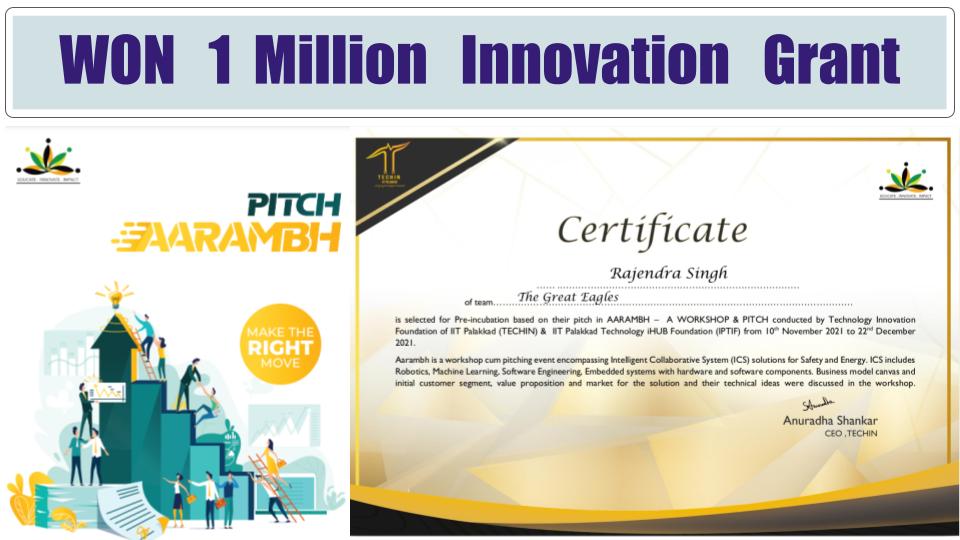 WON 1 Million Innovation Grant
EDUCATE . INNOVATE . IMPACT
PITCH
AARAMBH
MAKE THE
RIGHT
MOVE
TECHIN
EDUCATE . INNOVATE . IMPACT
Certificate
Rajendra Singh
of team The Great Eagles
is selected for Pre-incubation based on their pitch in AARAMBH – A WORKSHOP & PITCH conducted by Technology Innovation
Foundation of IIT Palakkad (TECHIN) & IIT Palakkad Technology iHUB Foundation (IPTIF) from 10th November 2021 to 22nd December
2021.
Aarambh is a workshop cum pitching event encompassing Intelligent Collaborative System (ICS) solutions for Safety and Energy. ICS includes
Robotics, Machine Learning, Software Engineering, Embedded systems with hardware and software components. Business model canvas and
initial customer segment, value proposition and market for the solution and their technical ideas were discussed in the workshop.
Anuradha Shankar
CEO ,TECHIN